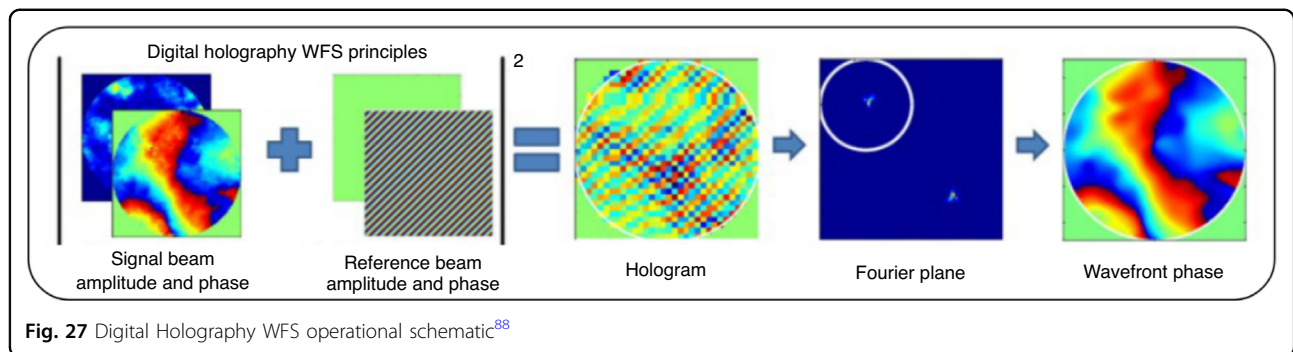 Digital holography WFS principles
2
Signal beam
amplitude and phase
Reference beam
amplitude and phase
Hologram
Fourier plane
Wavefront phase
Fig. 27 Digital Holography WFS operational schematic88